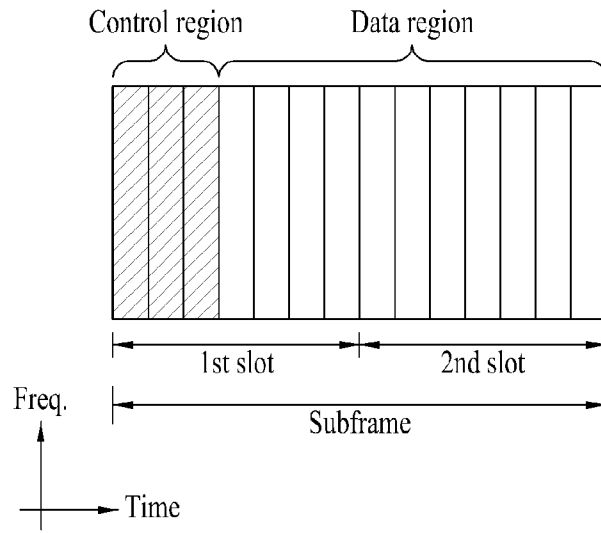 Control region
Data region
1st slot
2nd slot
Freq.
Subframe
Time